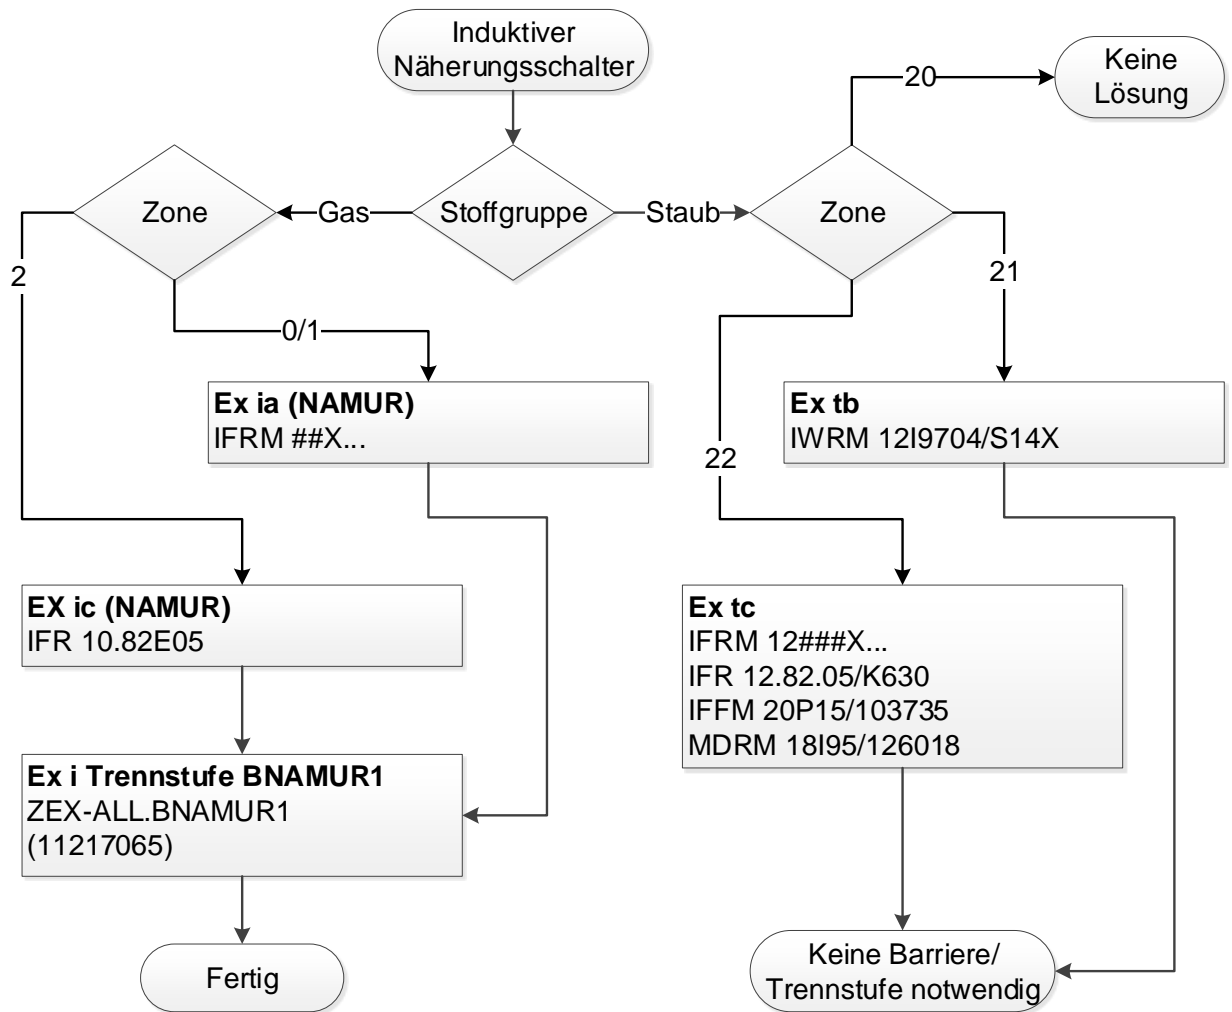 Induktiver
Näherungsschalter
Keine
Lösung
20
Zone
Gas
Stoffgruppe
Staub
Zone
2
21
0/1
Ex ia (NAMUR)
IFRM ##X...
Ex tb
IWRM 12I9704/S14X
22
EX ic (NAMUR)
IFR 10.82E05
Ex tc
IFRM 12###X...
IFR 12.82.05/K630
IFFM 20P15/103735
MDRM 18I95/126018
Ex i Trennstufe BNAMUR1
ZEX-ALL.BNAMUR1
(11217065)
Fertig
Keine Barriere/
Trennstufe notwendig